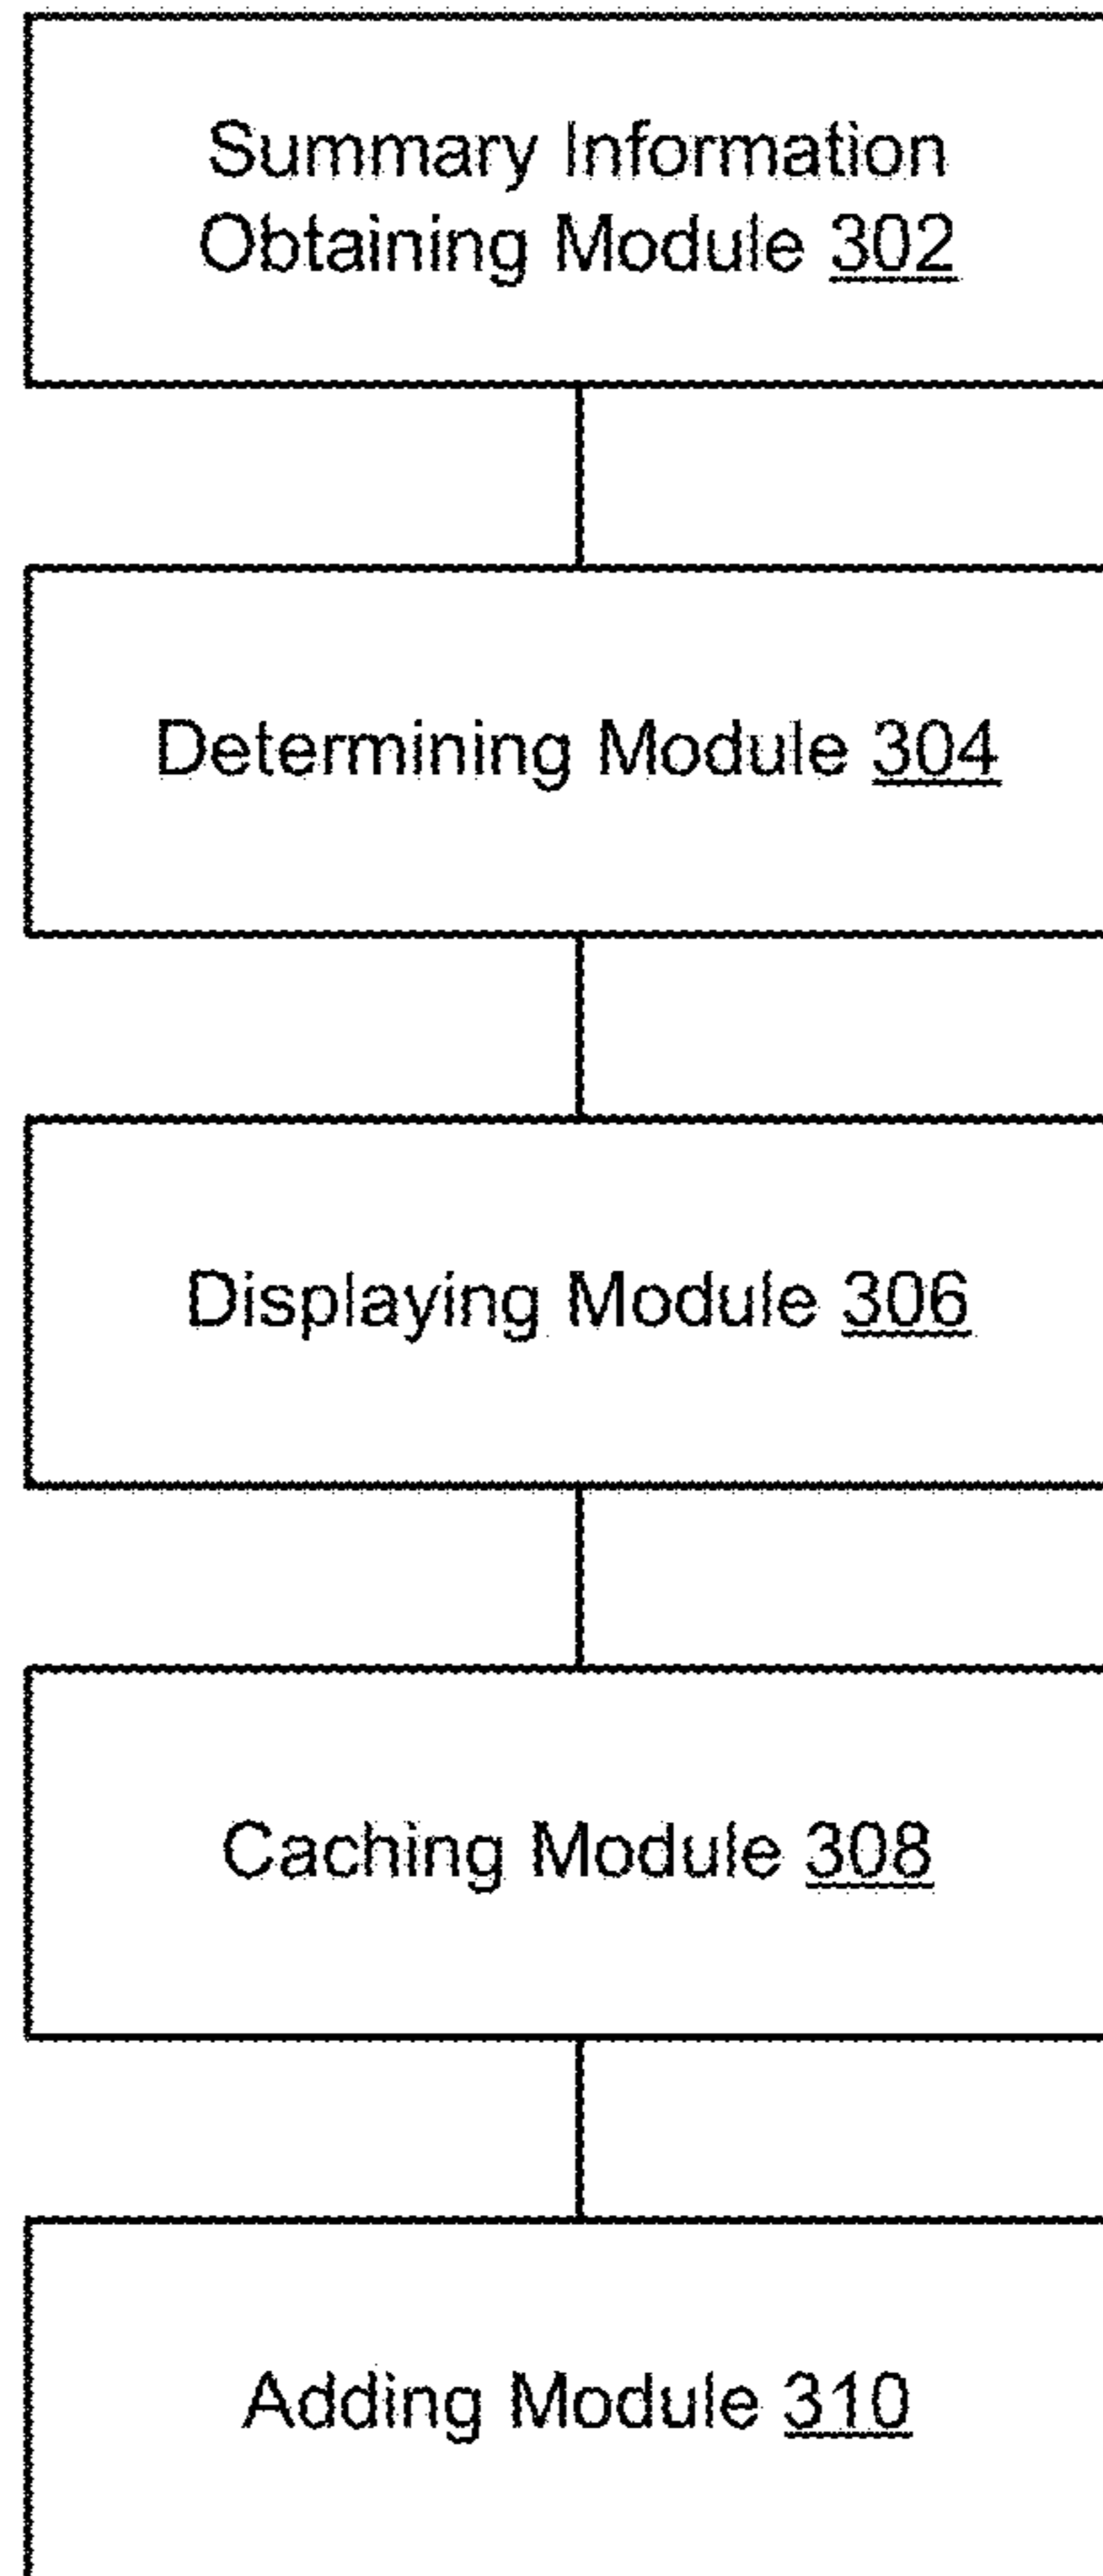 Summary Information
Obtaining Module 302
Determining Module 304
Displaying Module 306
Caching Module 308
Adding Module 310